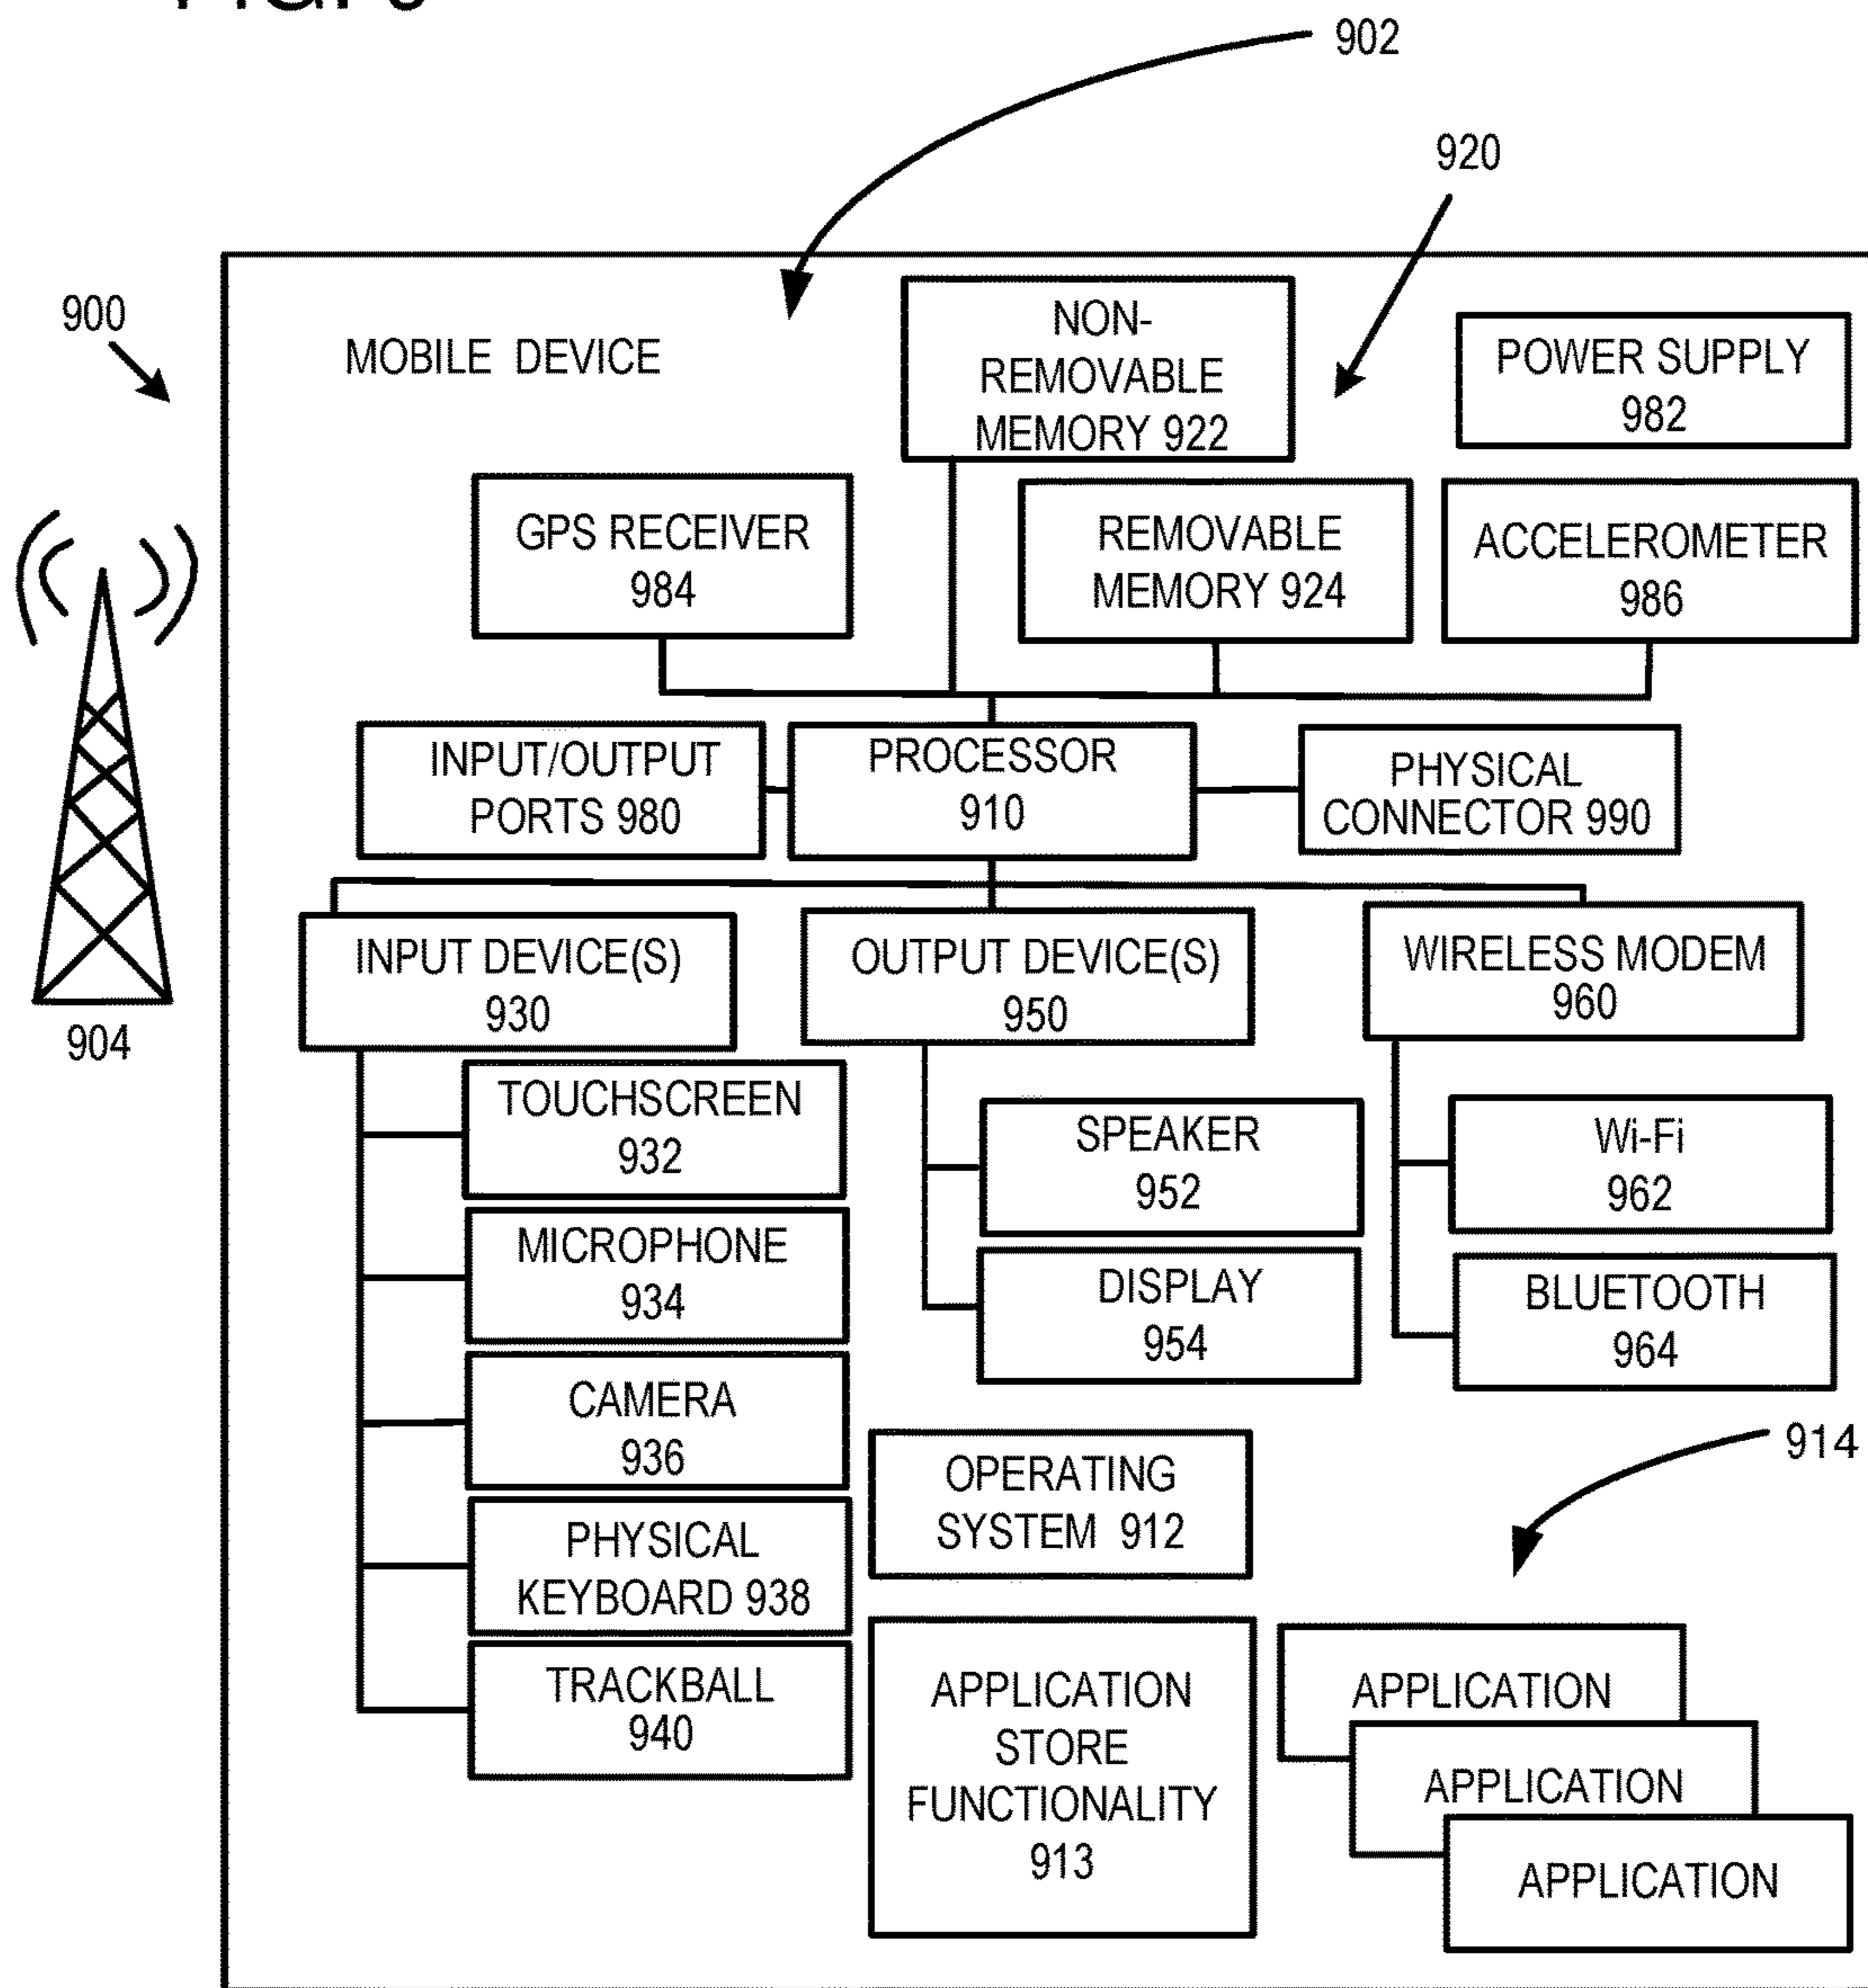 902
920
900
MOBILE DEVICE
NON-
REMOVABLE
MEMORY 922
POWER SUPPLY
982
GPS RECEIVER
984
REMOVABLE
MEMORY 924
ACCELEROMETER
986
INPUT/OUTPUT
PORTS 980
PROCESSOR
910
PHYSICAL
CONNECTOR 990
INPUT DEVICE(S)
930
OUTPUT DEVICE(S)
950
WIRELESS MODEM
960
904
TOUCHSCREEN
932
SPEAKER
952
Wi-Fi
962
MICROPHONE
934
DISPLAY
954
BLUETOOTH
964
CAMERA
936
OPERATING
SYSTEM 912
914
PHYSICAL
KEYBOARD 938
TRACKBALL
940
APPLICATION
STORE
FUNCTIONALITY
913
APPLICATION
APPLICATION
APPLICATION